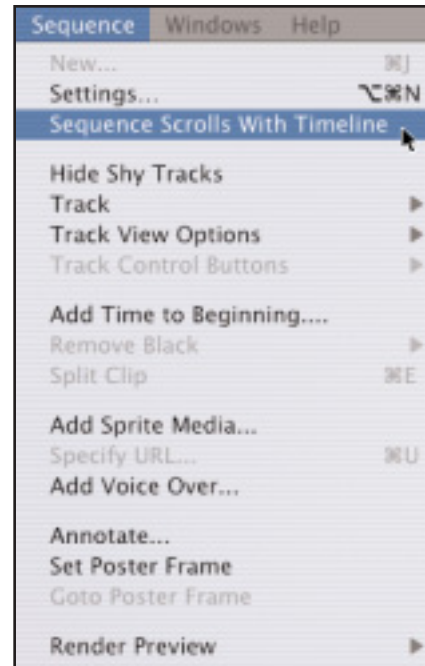 Sequence Windows Help
New... ⌘J
Settings... ⌥⌘N
Sequence Scrolls With Timeline
Hide Shy Tracks
Track
Track View Options
Track Control Buttons
Add Time to Beginning....
Remove Black
Split Clip ⌘E
Add Sprite Media...
Specify URL... ⌘U
Add Voice Over...
Annotate...
Set Poster Frame
Goto Poster Frame
Render Preview